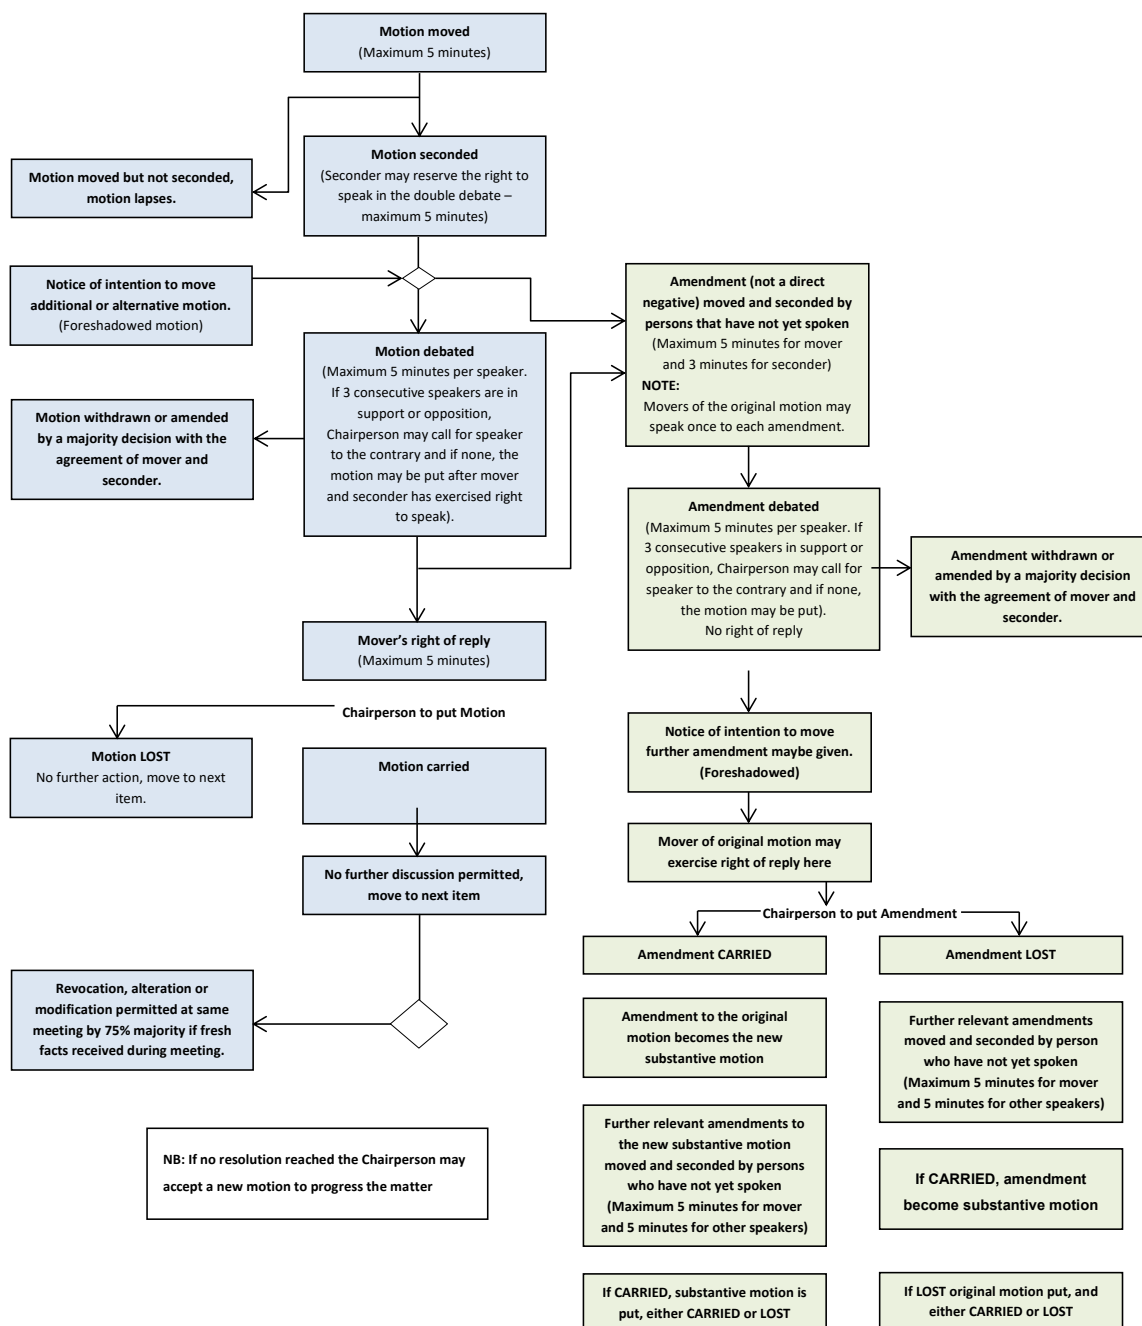 Motion moved
(Maximum 5 minutes)
Motion seconded
(Seconder may reserve the right to
speak in the double debate –
maximum 5 minutes)
Motion moved but not seconded,
motion lapses.
Notice of intention to move
additional or alternative motion.
(Foreshadowed motion)
Motion debated
(Maximum 5 minutes per speaker.
If 3 consecutive speakers are in
support or opposition,
Chairperson may call for speaker
to the contrary and if none, the
motion may be put after mover
and seconder has exercised right
to speak).
Motion withdrawn or amended
by a majority decision with the
agreement of mover and
seconder.
Mover’s right of reply
(Maximum 5 minutes)
Chairperson to put Motion
Motion LOST
No further action, move to next
item.
Motion carried
No further discussion permitted,
move to next item
Revocation, alteration or
modification permitted at same
meeting by 75% majority if fresh
facts received during meeting.
NB: If no resolution reached the Chairperson may
accept a new motion to progress the matter
Amendment (not a direct
negative) moved and seconded by
persons that have not yet spoken
(Maximum 5 minutes for mover
and 3 minutes for seconder)
NOTE:
Movers of the original motion may
speak once to each amendment.
Amendment debated
(Maximum 5 minutes per speaker. If
3 consecutive speakers in support or
opposition, Chairperson may call for
speaker to the contrary and if none,
the motion may be put).
No right of reply
Amendment withdrawn or
amended by a majority decision
with the agreement of mover and
seconder.
Notice of intention to move
further amendment maybe given.
(Foreshadowed)
Mover of original motion may
exercise right of reply here
Chairperson to put Amendment
Amendment CARRIED
Amendment to the original
motion becomes the new
substantive motion
Further relevant amendments to
the new substantive motion
moved and seconded by persons
who have not yet spoken
(Maximum 5 minutes for mover
and 5 minutes for other speakers)
If CARRIED, substantive motion is
put, either CARRIED or LOST
Amendment LOST
Further relevant amendments
moved and seconded by person
who have not yet spoken
(Maximum 5 minutes for mover
and 5 minutes for other speakers)
If CARRIED, amendment
become substantive motion
If LOST original motion put, and
either CARRIED or LOST